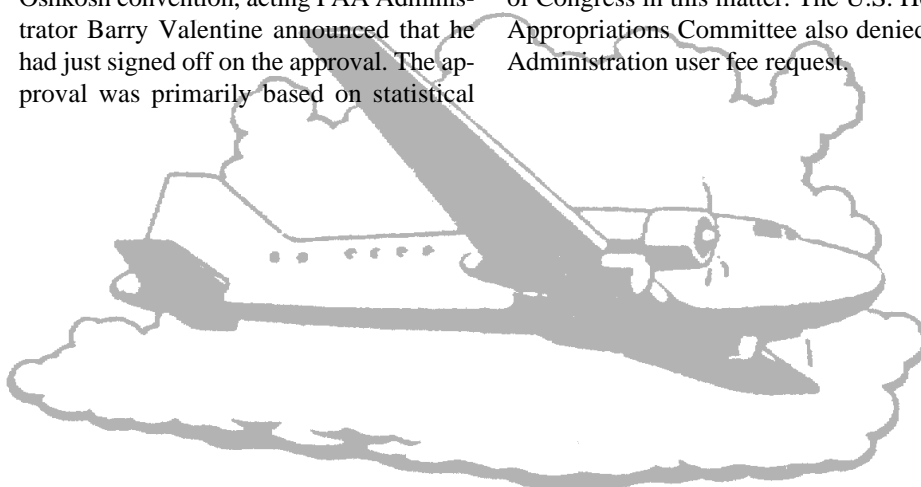 Oshkosh convention, acting FAA Adminis-
trator Barry Valentine announced that he
had just signed off on the approval. The ap-
proval was primarily based on statistical
of Congress in this matter. The U.S.
Appropriations Committee also denied
Administration user fee request.